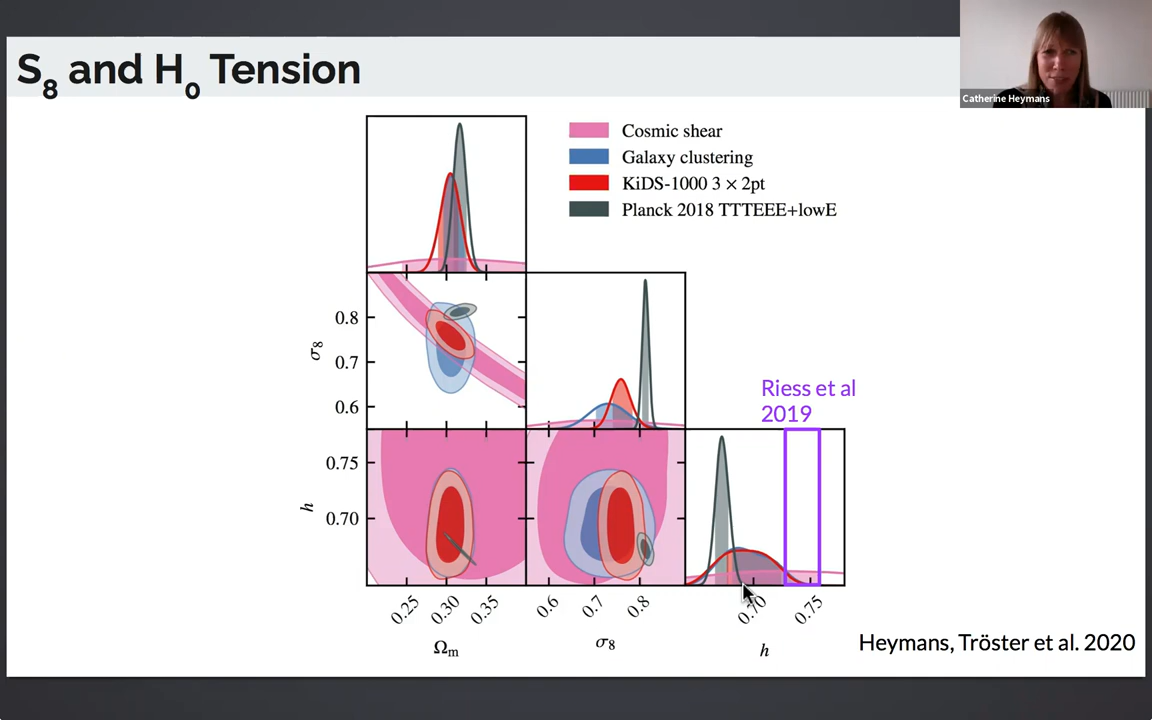 S8 and H0 Tension
Catherine Heymans
Cosmic shear
Galaxy clustering
KiDS-1000 3 × 2pt
Planck 2018 TTTEEE+lowE
0.8
0.7
0.6
σ8
Riess et al
2019
0.75
0.70
h
0.25 0.30 0.35
0.6 0.7 0.8
0.70 0.75
Ωm
σ8
h
Heymans, Tröster et al. 2020